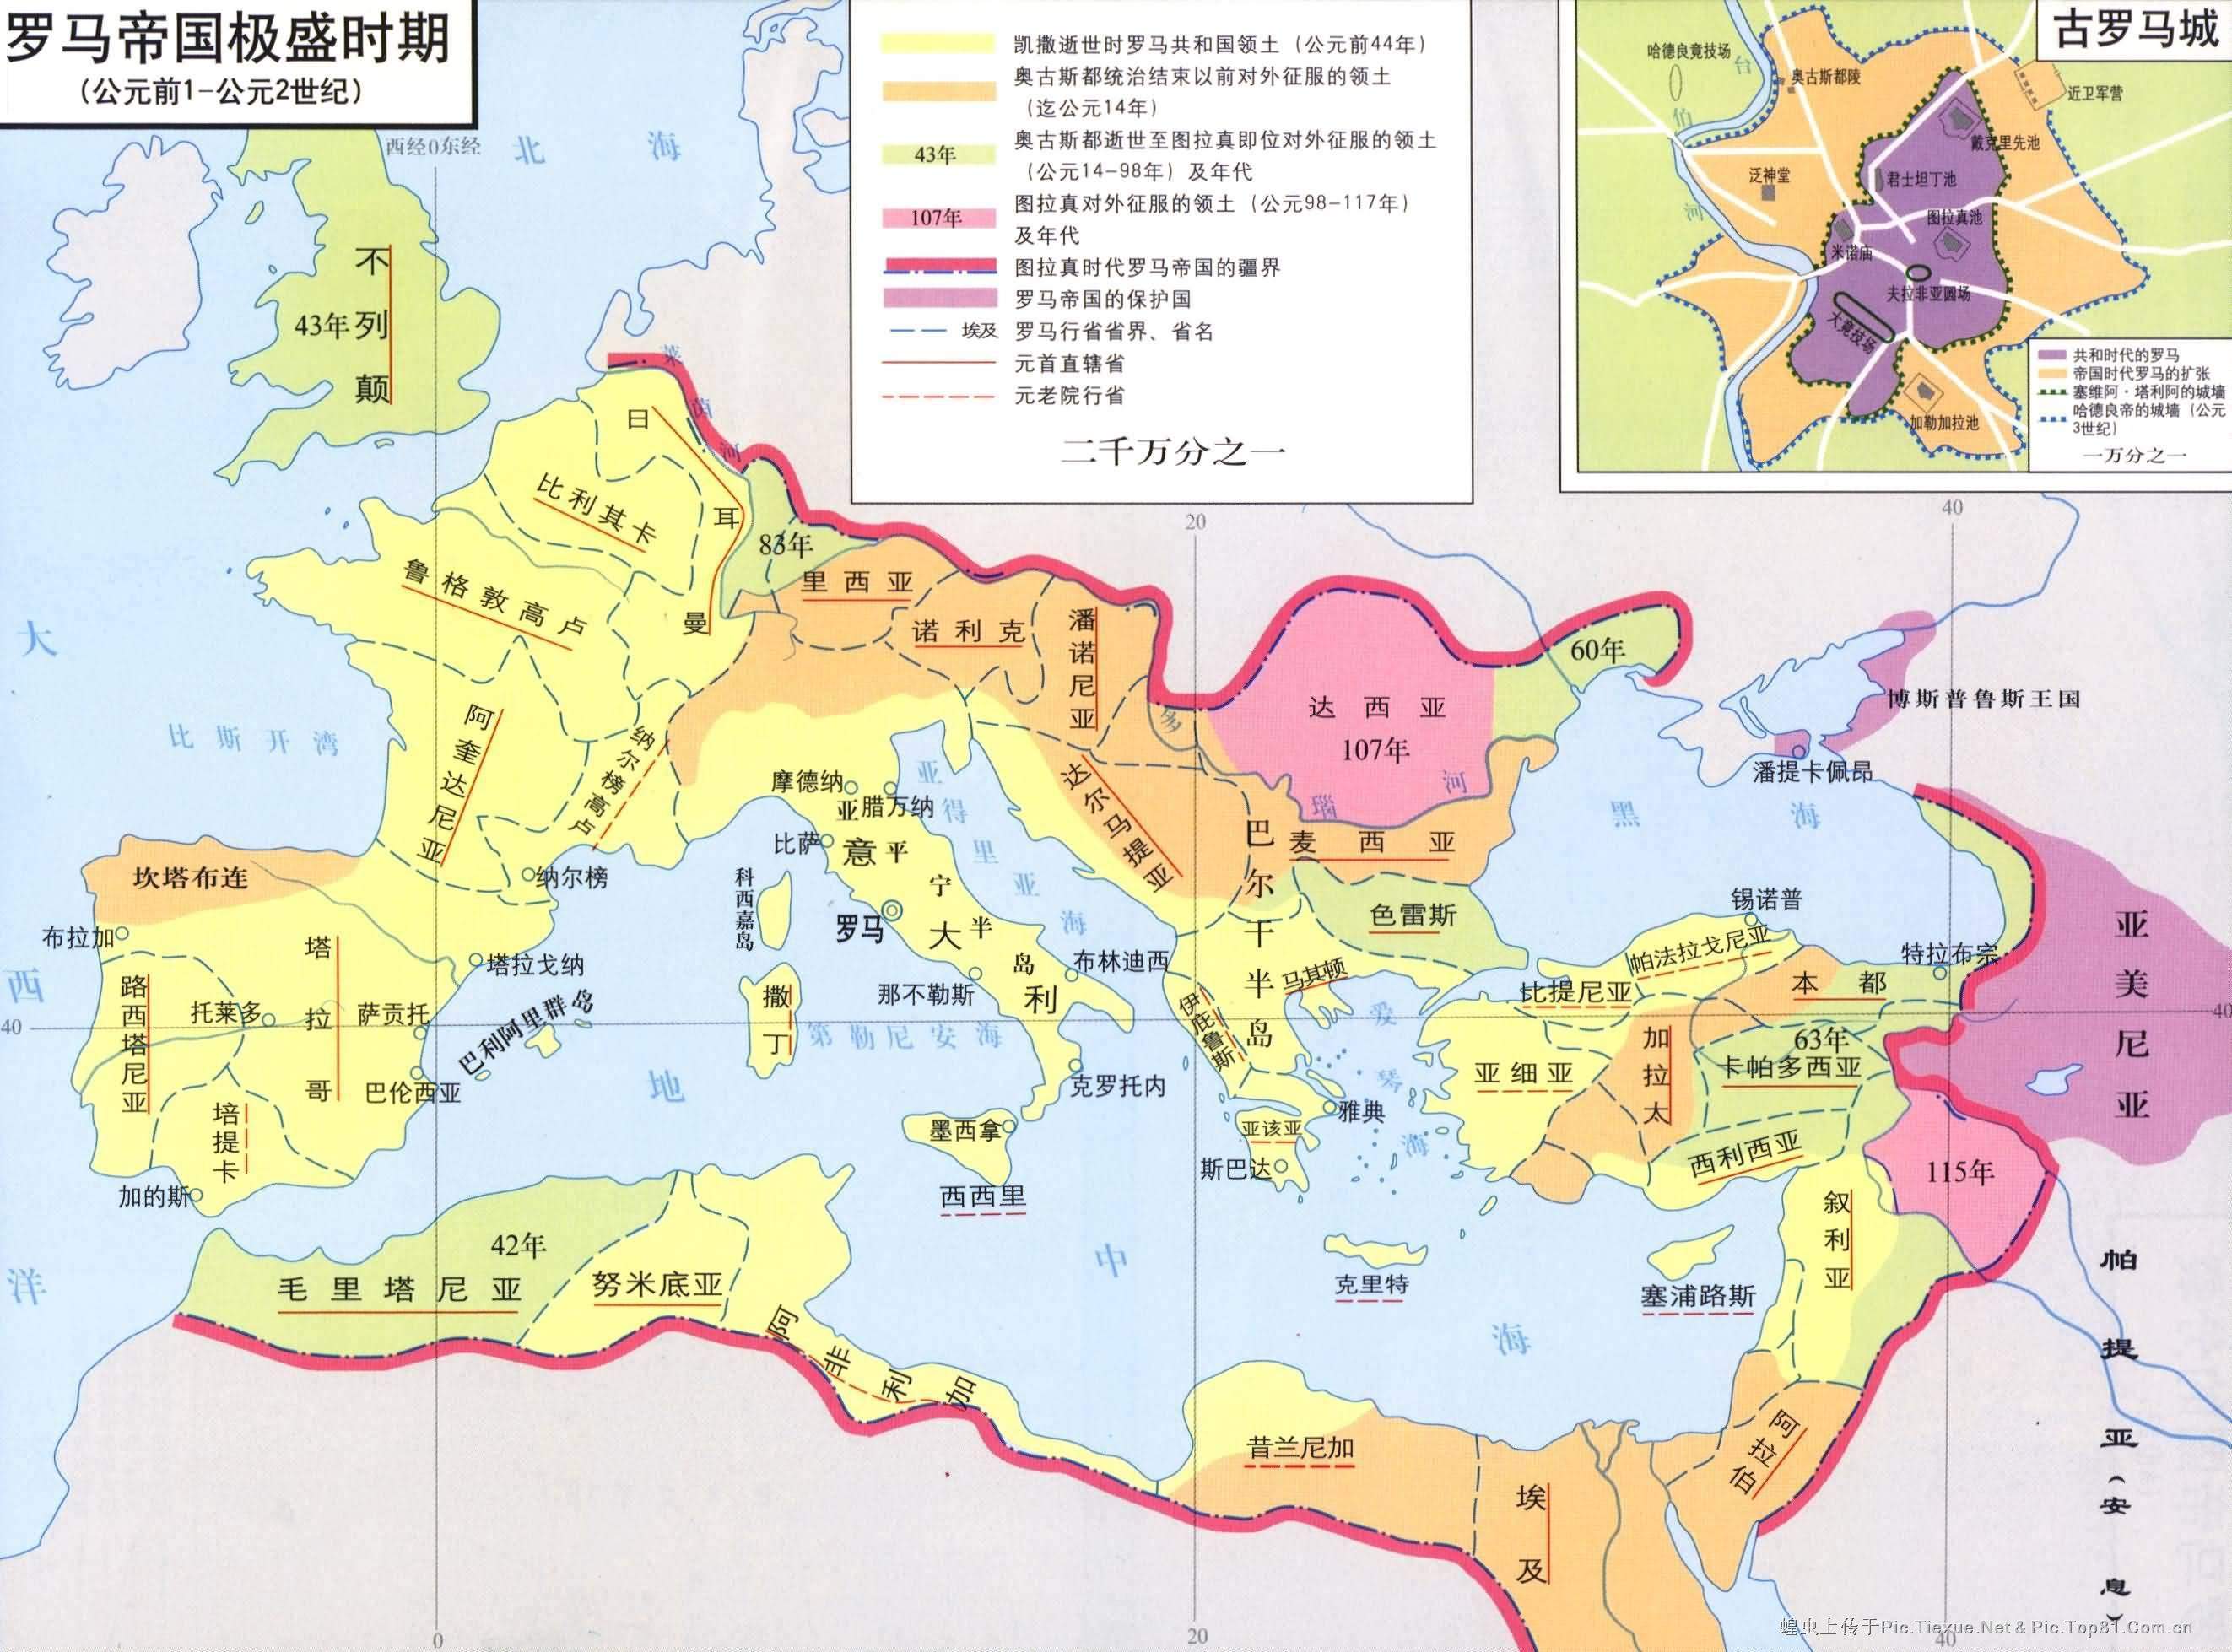 罗马帝国极盛时期
（公元前1-公元2世纪）
凯撒逝世时罗马共和国领土（公元前44年）
奥古斯都统治结束以前对外征服的领土
（迄公元14年）
43年
奥古斯都逝世至图拉真即位对外征服的领土
（公元14-98年）及年代
107年
图拉真对外征服的领土（公元98-117年）
及年代
图拉真时代罗马帝国的疆界
罗马帝国的保护国
埃及 罗马行省省界、省名
元首直辖省
元老院行省
二千万分之一
古罗马城
哈德良竟技场
台伯河
奥古斯都陵
近卫军营
戴克里先池
泛神堂
君士坦丁池
图拉真池
米诺庙
夫拉非亚圆场
大竟技场
加勒加拉池
共和时代的罗马
帝国时代罗马的扩张
塞维阿·塔利阿的城墙
哈德良帝的城墙（公元
3世纪）
一万分之一
西经0东经
北海
不列颠
43年
莱茵河
日耳曼
比利其卡
83年
鲁格敦高卢
里西亚
诺利克
潘诺尼亚
20
40
60年
大西洋
比斯开湾
阿奎达尼亚
纳尔榜高卢
达西亚
107年
多瑙河
博斯普鲁斯王国
潘提卡佩昂
黑海
摩德纳
腊万纳
亚平宁半岛
亚得里亚海
达尔马提亚
麦西亚
巴尔干半岛
比萨
意大利
纳尔榜
坎塔布连
科西嘉岛
罗马
色雷斯
锡诺普
布拉加
塔拉戈纳
布林迪西
帕法拉戈尼亚
特拉布宗
亚美尼亚
塔拉哥
路西塔尼亚
托莱多
萨贡托
巴利阿里群岛
撒丁
那不勒斯
第勒尼安海
伊庇鲁斯
马其顿
爱琴海
比提尼亚
本都
40
40
63年
加拉太
卡帕多西亚
亚细亚
巴伦西亚
地中海
克罗托内
雅典
培提卡
墨西拿
亚该亚
斯巴达
西利西亚
115年
加的斯
西西里
叙利亚
42年
毛里塔尼亚
努米底亚
克里特
塞浦路斯
帕提亚（安息）
阿非利加
昔兰尼加
阿拉伯
埃及
0
20
40
蝗虫上传于Pic.Tiexue.Net & Pic.Top81.Com.cn